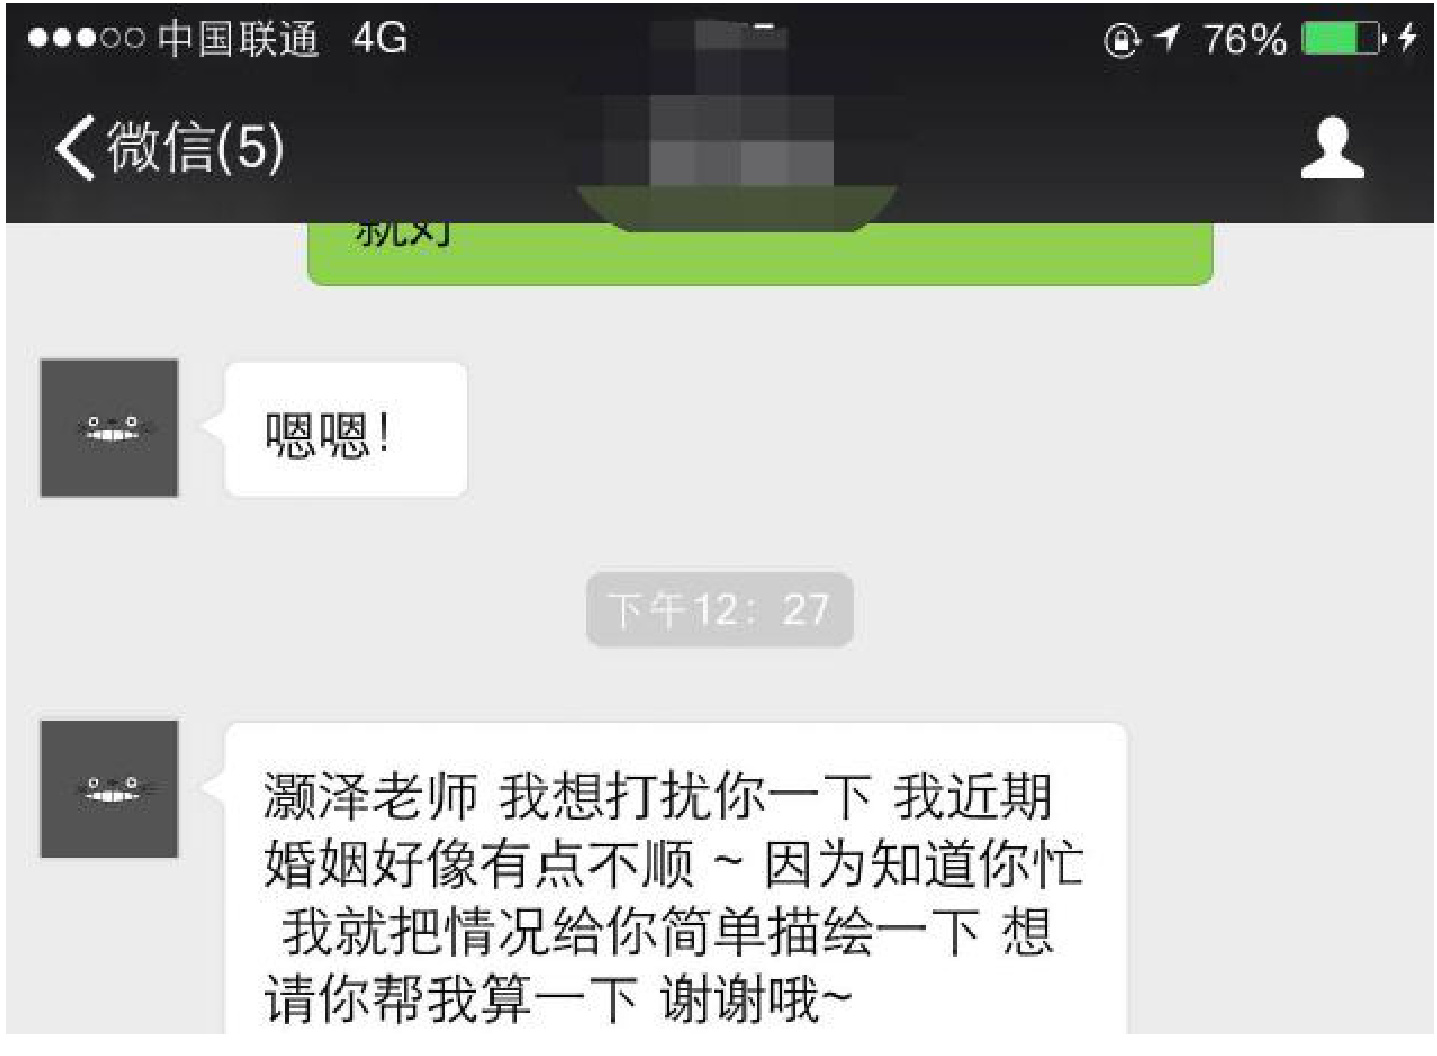 中国联通 4G 76%
微信(5)
就好
嗯嗯！
下午12：27
灏泽老师 我想打扰你一下 我近期
婚姻好像有点不顺 ~ 因为知道你忙
我就把情况给你简单描绘一下 想
请你帮我算一下 谢谢哦~